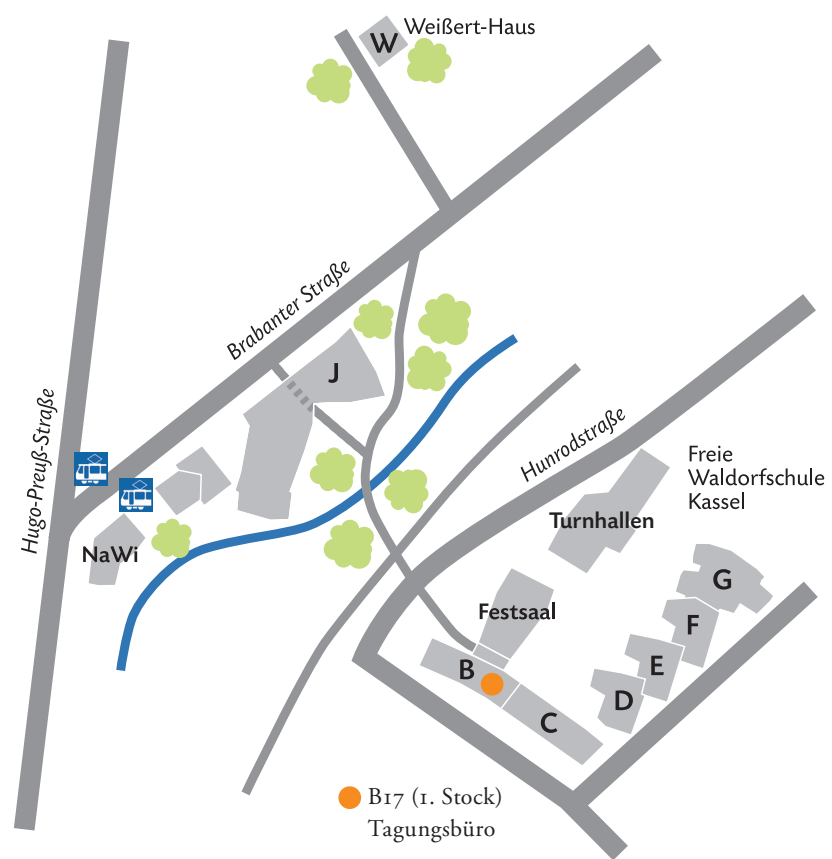 W
Weißert-Haus
Brabanter Straße
J
Hugo-Preuß-Straße
Hunrodstraße
Freie
Waldorfschule
Kassel
Turnhallen
NaWi
G
Festsaal
F
B
E
D
C
B17 (1. Stock)
Tagungsbüro